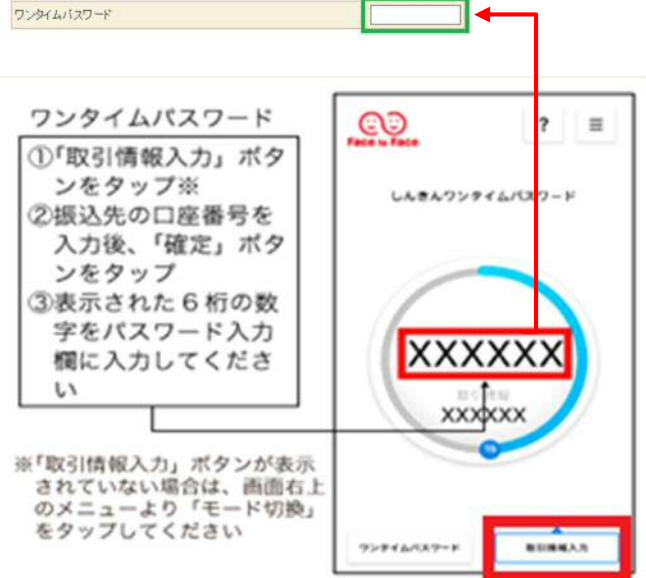 ワンタイムパスワード
ワンタイムパスワード
①「取引情報入力」ボタ
ンをタップ※
②振込先の口座番号を
入力後、「確定」ボタ
ンをタップ
③表示された6桁の数
字をパスワード入力
欄に入力してくださ
い
※「取引情報入力」ボタンが表示
されていない場合は、画面右上
のメニューより「モード切換」
をタップしてください
Face to Face
?
しんきんワンタイムパスワード
XXXXXX
取引情報
XXXXXX
15
ワンタイムパスワード
取引情報入力